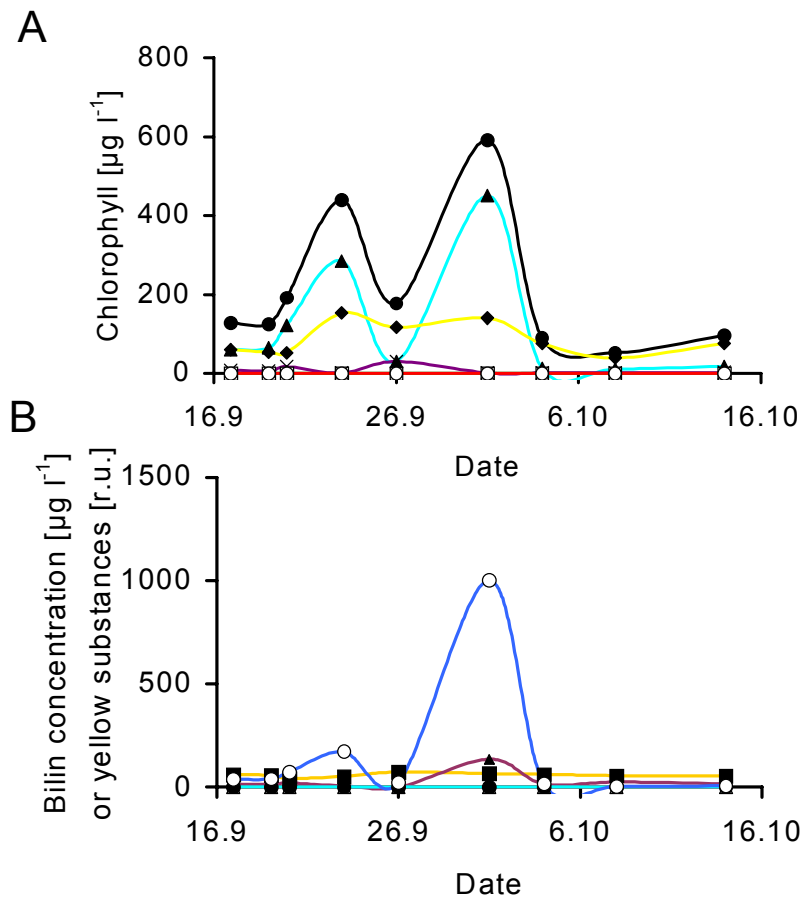 A
800
600
400
200
0
Chlorophyll [µg l⁻¹]
16.9 26.9 6.10 16.10
Date
B
1500
1000
500
0
Bilin concentration [µg l⁻¹]
or yellow substances [r.u.]
16.9 26.9 6.10 16.10
Date